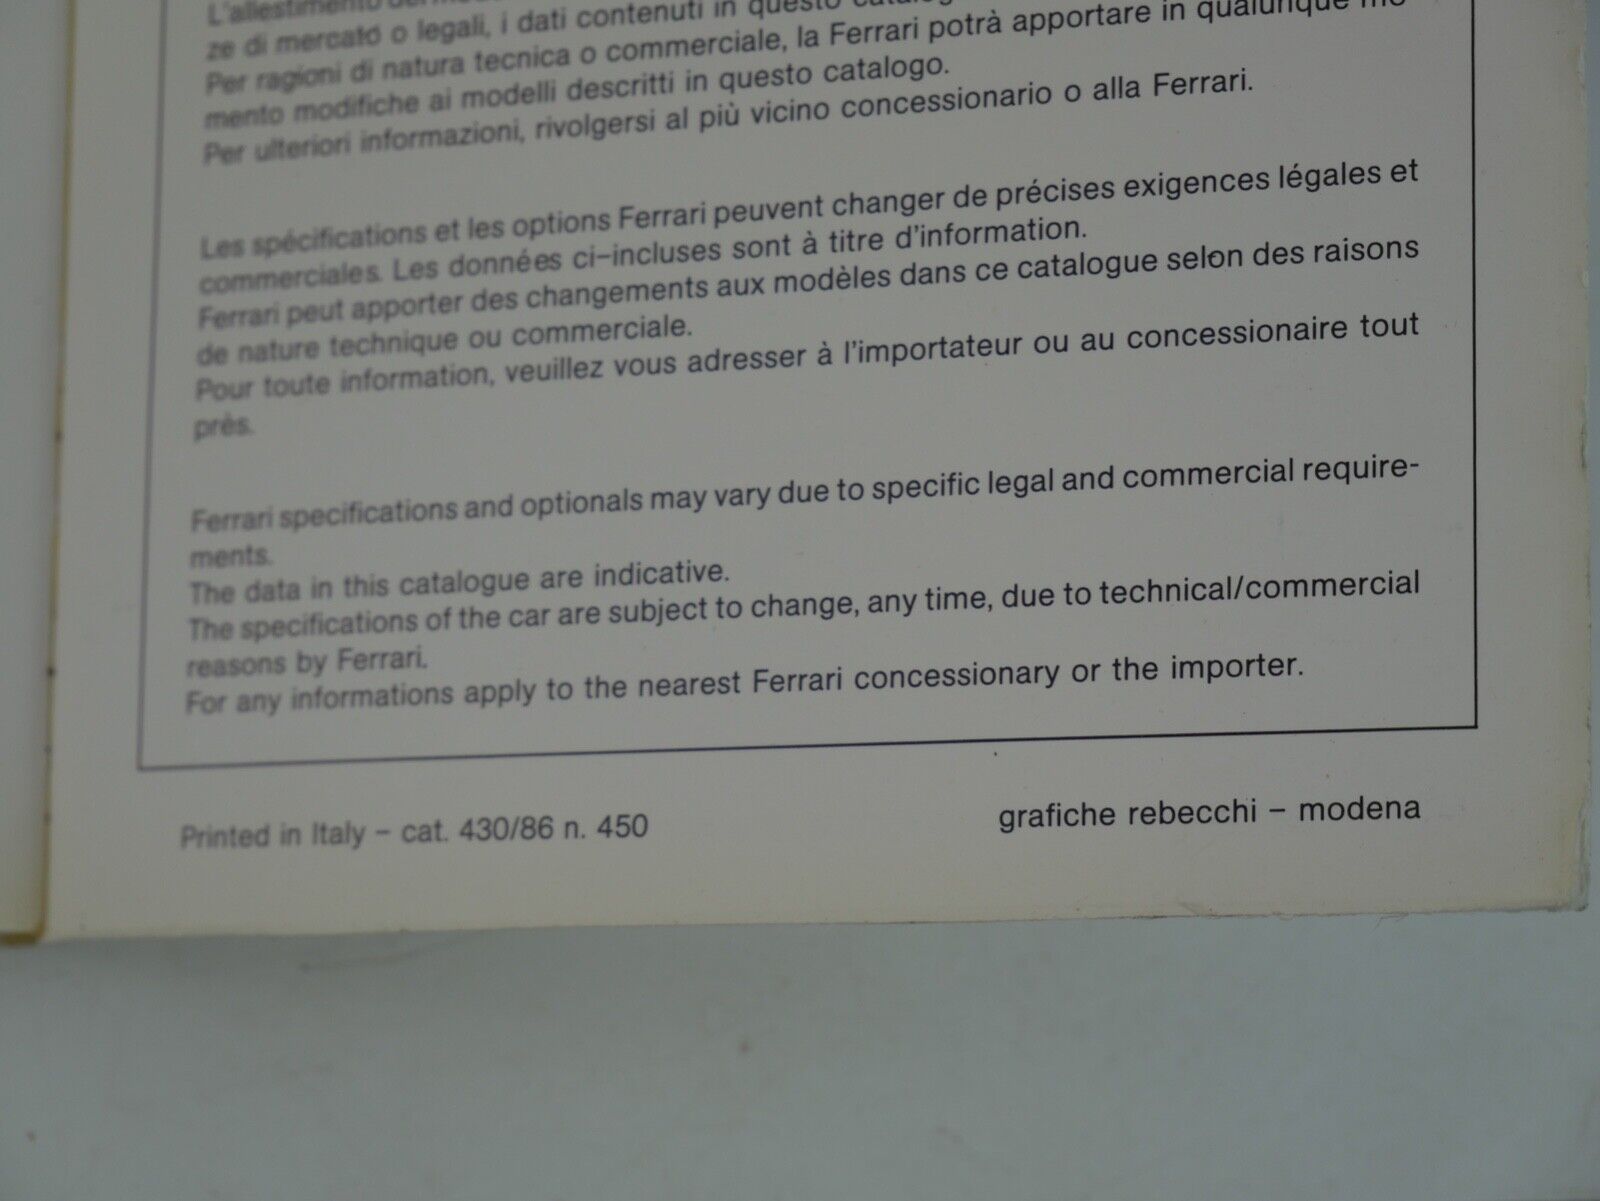 L'allestimento
ze di mercato o legali, i dati contenuti in questo
Per ragioni di natura tecnica o commerciale, la Ferrari potrà apportare in qualunque mo-
mento modifiche ai modelli descritti in questo catalogo.
Per ulteriori informazioni, rivolgersi al più vicino concessionario o alla Ferrari.
Les spécifications et les options Ferrari peuvent changer de précises exigences légales et
commerciales. Les données ci-incluses sont à titre d'information.
Ferrari peut apporter des changements aux modèles dans ce catalogue selon des raisons
de nature technique ou commerciale.
Pour toute information, veuillez vous adresser à l'importateur ou au concessionaire tout
près.
Ferrari specifications and optionals may vary due to specific legal and commercial require-
ments.
The data in this catalogue are indicative.
The specifications of the car are subject to change, any time, due to technical/commercial
reasons by Ferrari.
For any informations apply to the nearest Ferrari concessionary or the importer.
Printed in Italy – cat. 430/86 n. 450
grafiche rebecchi – modena